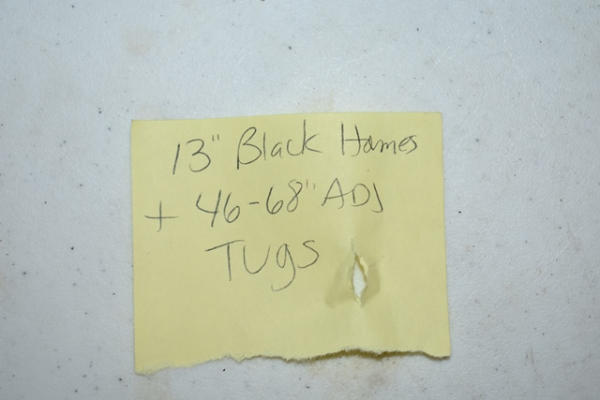 13" Black Hames
+ 46-68" ADJ
Tugs